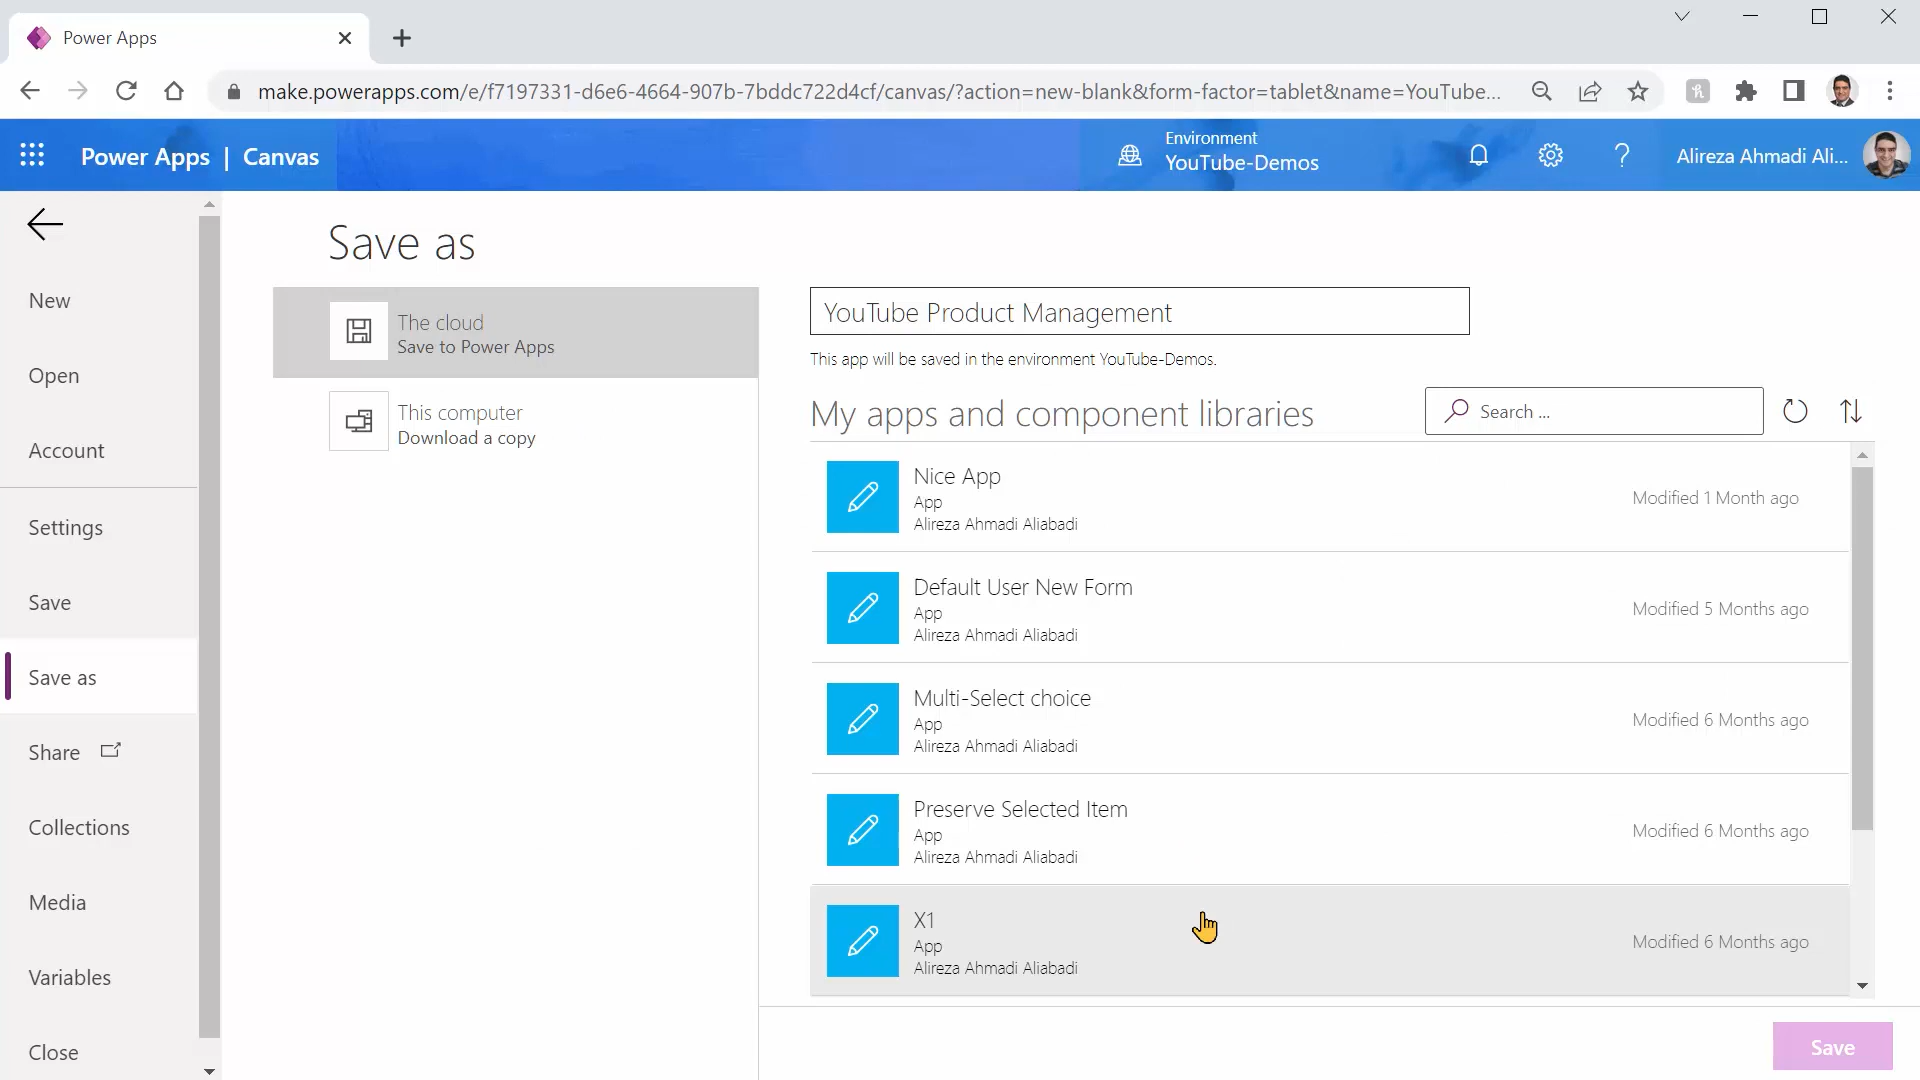 Power Apps
make.powerapps.com/e/f7197331-d6e6-4664-907b-7bddc722d4cf/canvas/?action=new-blank&form-factor=tablet&name=YouTube...
Power Apps | Canvas
Environment
YouTube-Demos
Alireza Ahmadi Ali...
New
Open
Account
Settings
Save
Save as
Share
Collections
Media
Variables
Close
Save as
The cloud
Save to Power Apps
This computer
Download a copy
YouTube Product Management
This app will be saved in the environment YouTube-Demos.
My apps and component libraries
Search ...
Nice App
App
Alireza Ahmadi Aliabadi
Modified 1 Month ago
Default User New Form
App
Alireza Ahmadi Aliabadi
Modified 5 Months ago
Multi-Select choice
App
Alireza Ahmadi Aliabadi
Modified 6 Months ago
Preserve Selected Item
App
Alireza Ahmadi Aliabadi
Modified 6 Months ago
X1
App
Alireza Ahmadi Aliabadi
Modified 6 Months ago
Save